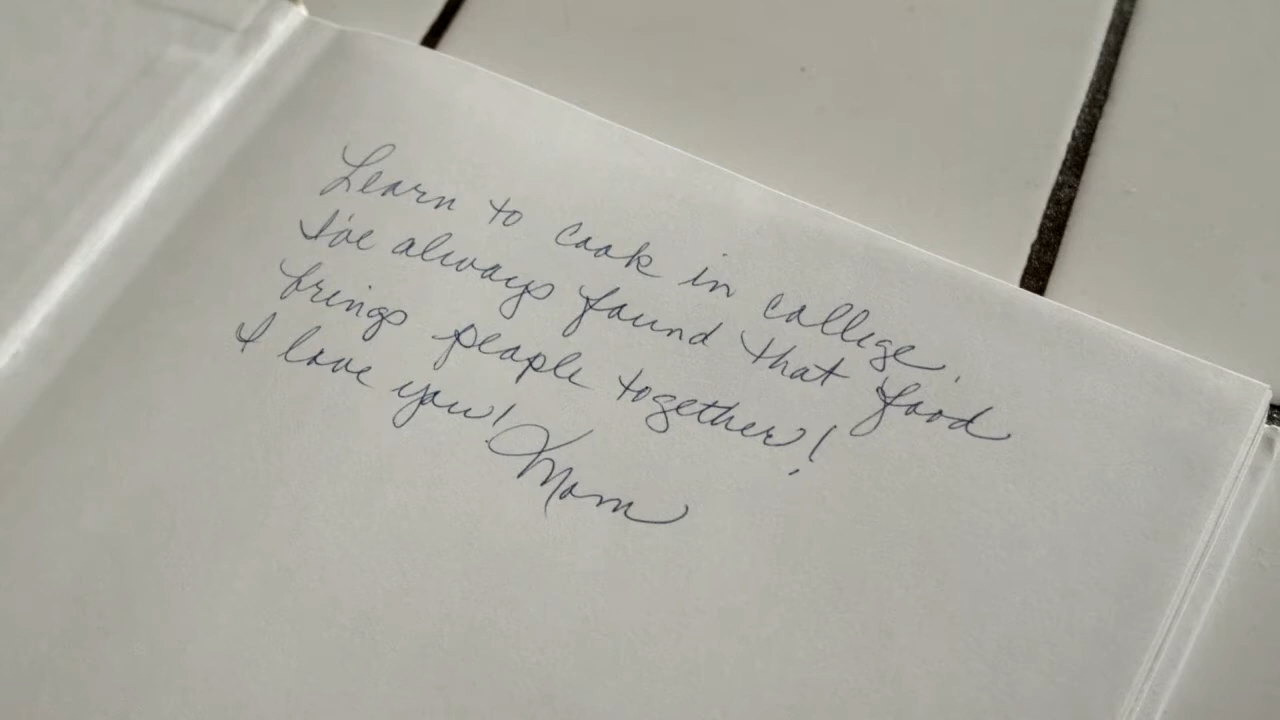 Learn to cook in college.
I've always found that food
brings people together!
I love you! Mom